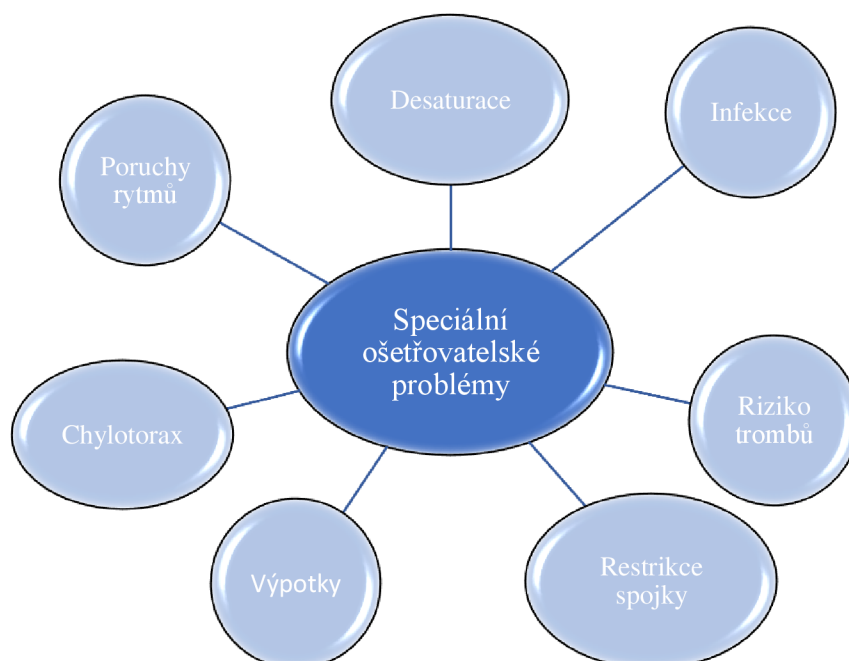 Desaturace
Infekce
Poruchy
rytmů
Speciální
ošetřovatelské
problémy
Riziko
trombů
Chylotorax
Výpotky
Restrikce
spojky